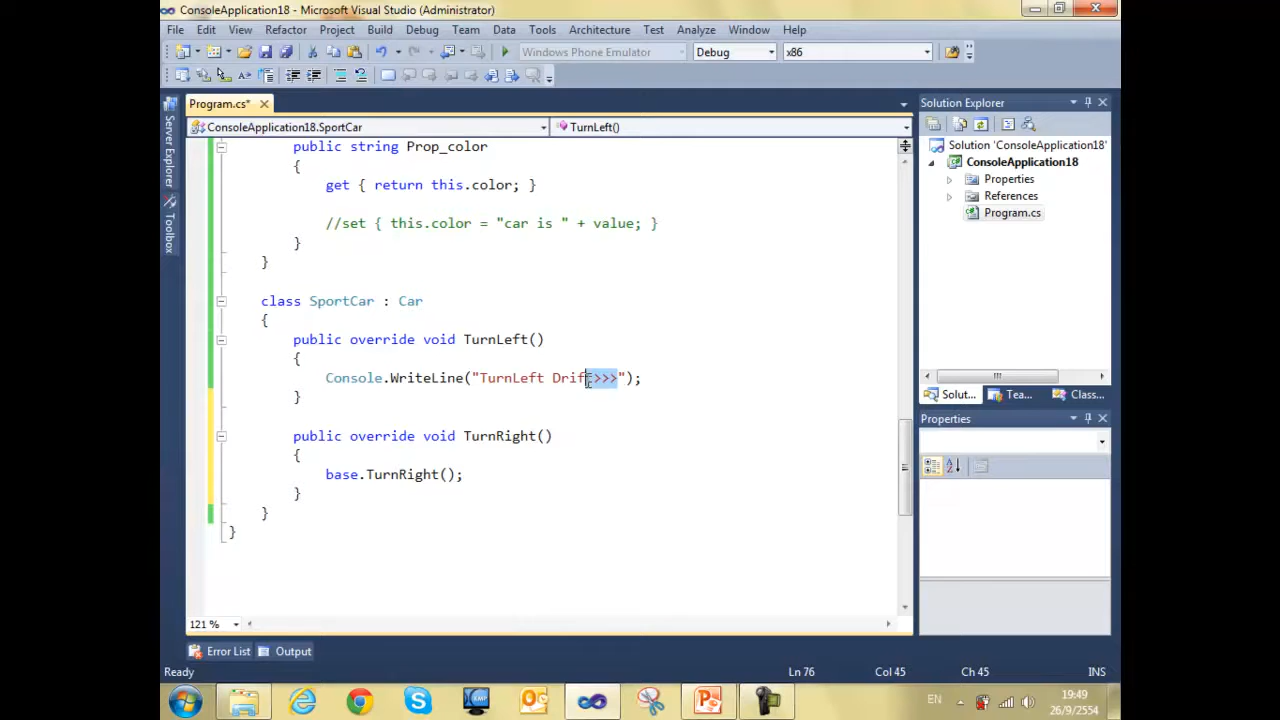 ConsoleApplication18 - Microsoft Visual Studio (Administrator)
File Edit View Refactor Project Build Debug Team Data Tools Architecture Test Analyze Window Help
Windows Phone Emulator Debug x86
Program.cs*
ConsoleApplication18.SportCar TurnLeft()
Server Explorer
Toolbox
public string Prop_color
{
get { return this.color; }
//set { this.color = "car is " + value; }
}
}
class SportCar : Car
{
public override void TurnLeft()
{
Console.WriteLine("TurnLeft Drift>>>");
}
public override void TurnRight()
{
base.TurnRight();
}
}
}
121 %
Solution Explorer
Solution 'ConsoleApplication18'
ConsoleApplication18
Properties
References
Program.cs
Solut... Tea... Class...
Properties
Error List Output
Ready Ln 76 Col 45 Ch 45 INS
EN 19:49
26/9/2554